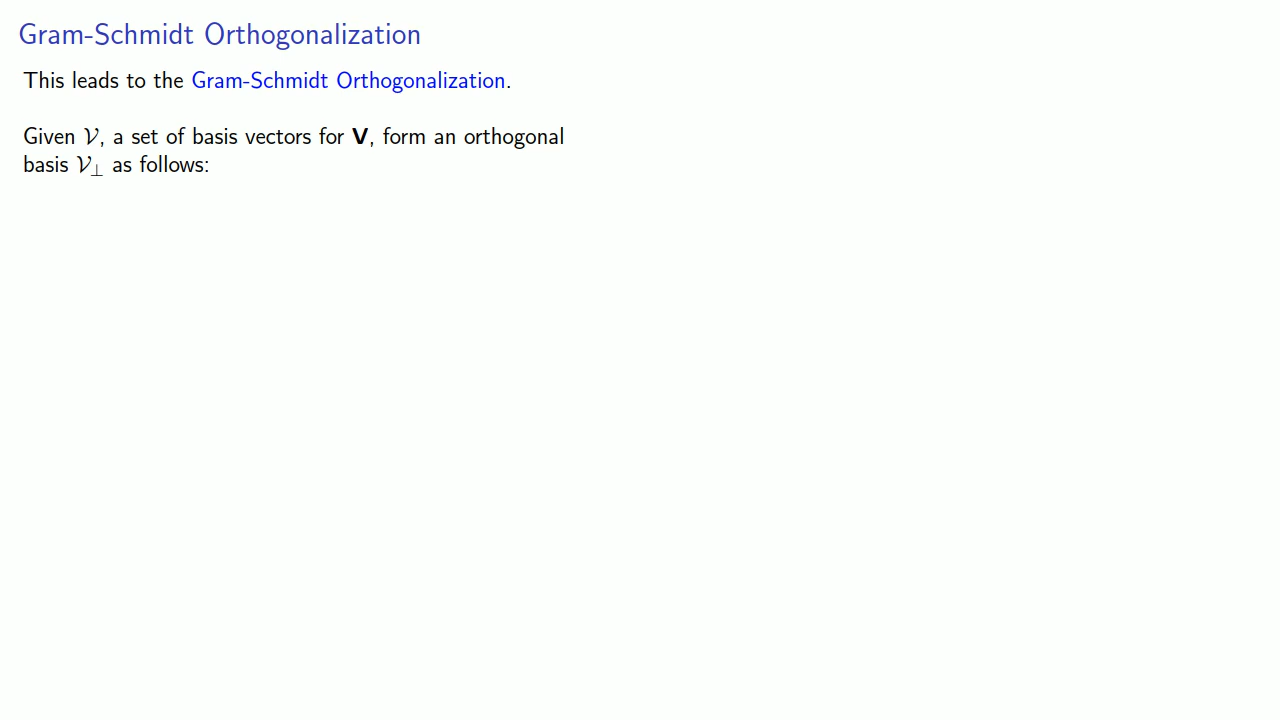 Gram-Schmidt Orthogonalization
This leads to the Gram-Schmidt Orthogonalization.
Given 𝒱, a set of basis vectors for V, form an orthogonal
basis 𝒱⊥ as follows: